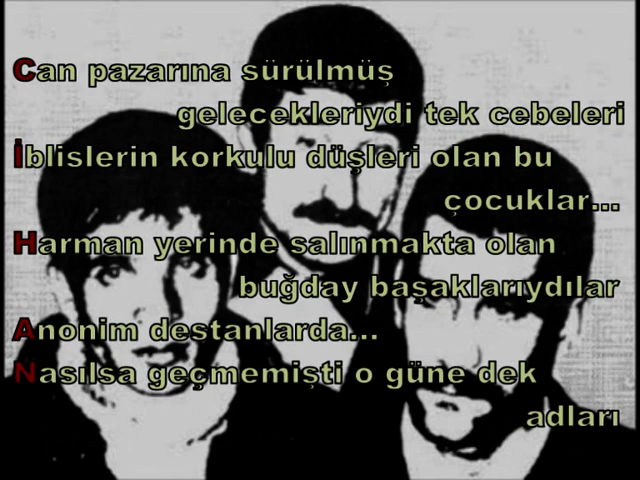 Can pazarına sürülmüş
gelecekleriydi tek cebeleri
İblislerin korkulu düşleri olan bu
çocuklar...
Harman yerinde salınmakta olan
buğday başaklarıydılar
Anonim destanlarda...
Nasılsa geçmemişti o güne dek
adları